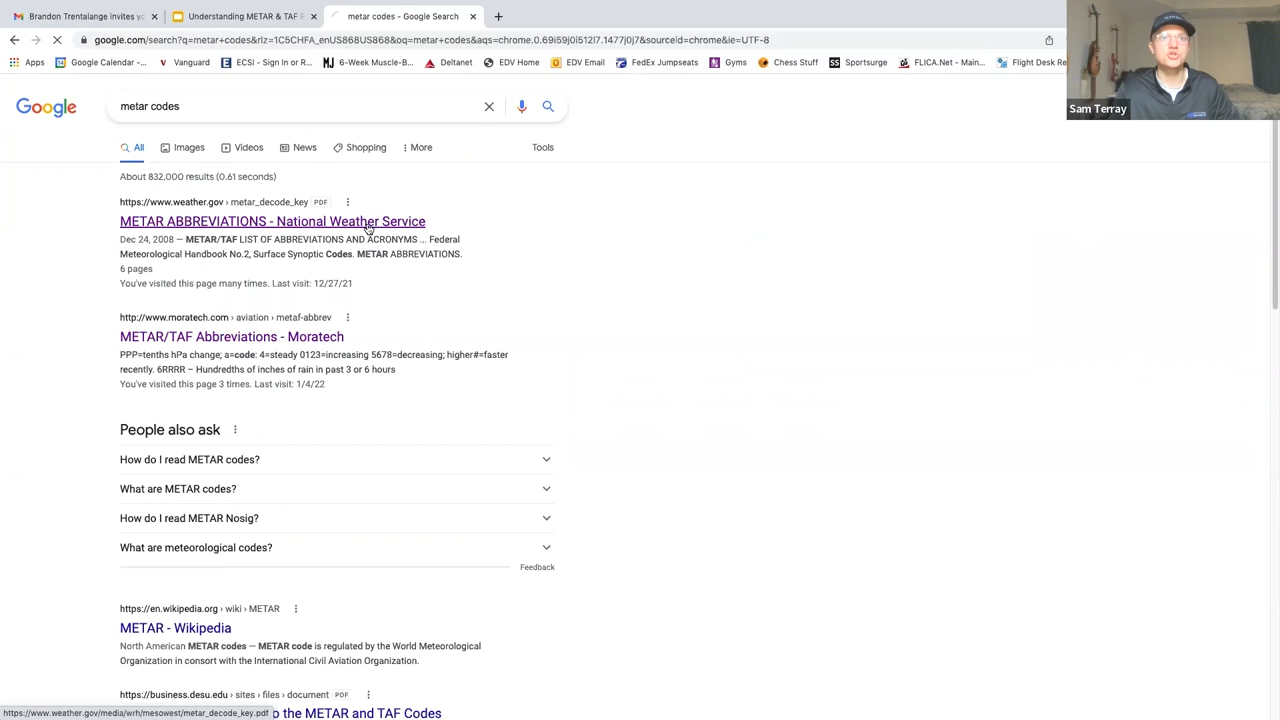 Brandon Trentalange invites yo
Understanding METAR & TAF R
metar codes - Google Search
google.com/search?q=metar+codes&rlz=1C5CHFA_enUS868US868&oq=metar+codes&aqs=chrome.0.69i59j0i512l7.1477j0j7&sourceid=chrome&ie=UTF-8
Apps
Google Calendar -...
Vanguard
ECSI - Sign In or R...
6-Week Muscle-B...
Deltanet
EDV Home
EDV Email
FedEx Jumpseats
Gyms
Chess Stuff
Sportsurge
FLICA.Net - Main...
Flight Desk Re
Sam Terray
Google
metar codes
All
Images
Videos
News
Shopping
More
Tools
About 832,000 results (0.61 seconds)
https://www.weather.gov › metar_decode_key PDF
METAR ABBREVIATIONS - National Weather Service
Dec 24, 2008 — METAR/TAF LIST OF ABBREVIATIONS AND ACRONYMS ... Federal
Meteorological Handbook No.2, Surface Synoptic Codes. METAR ABBREVIATIONS.
6 pages
You've visited this page many times. Last visit: 12/27/21
http://www.moratech.com › aviation › metaf-abbrev
METAR/TAF Abbreviations - Moratech
PPP=tenths hPa change; a=code: 4=steady 0123=increasing 5678=decreasing; higher#=faster
recently. 6RRRR – Hundredths of inches of rain in past 3 or 6 hours
You've visited this page 3 times. Last visit: 1/4/22
People also ask
How do I read METAR codes?
What are METAR codes?
How do I read METAR Nosig?
What are meteorological codes?
Feedback
https://en.wikipedia.org › wiki › METAR
METAR - Wikipedia
North American METAR codes — METAR code is regulated by the World Meteorological
Organization in consort with the International Civil Aviation Organization.
https://business.desu.edu › sites › files › document PDF
o the METAR and TAF Codes
https://www.weather.gov/media/wrh/mesowest/metar_decode_key.pdf